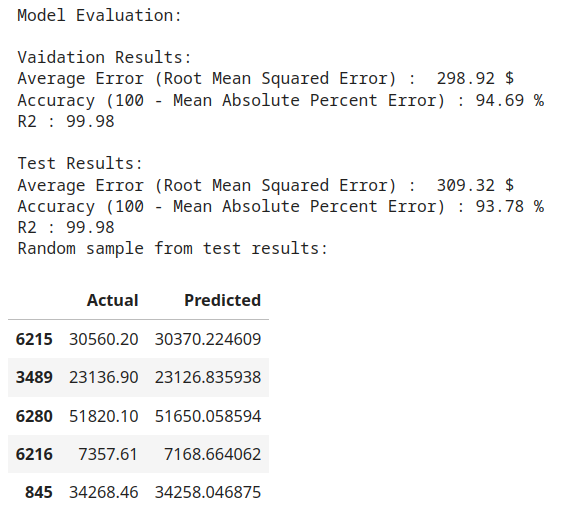 Model Evaluation:
Vaidation Results:
Average Error (Root Mean Squared Error) :  298.92 $
Accuracy (100 - Mean Absolute Percent Error) : 94.69 %
R2 : 99.98
Test Results:
Average Error (Root Mean Squared Error) :  309.32 $
Accuracy (100 - Mean Absolute Percent Error) : 93.78 %
R2 : 99.98
Random sample from test results:
Actual Predicted
6215 30560.20 30370.224609
3489 23136.90 23126.835938
6280 51820.10 51650.058594
6216 7357.61 7168.664062
845 34268.46 34258.046875